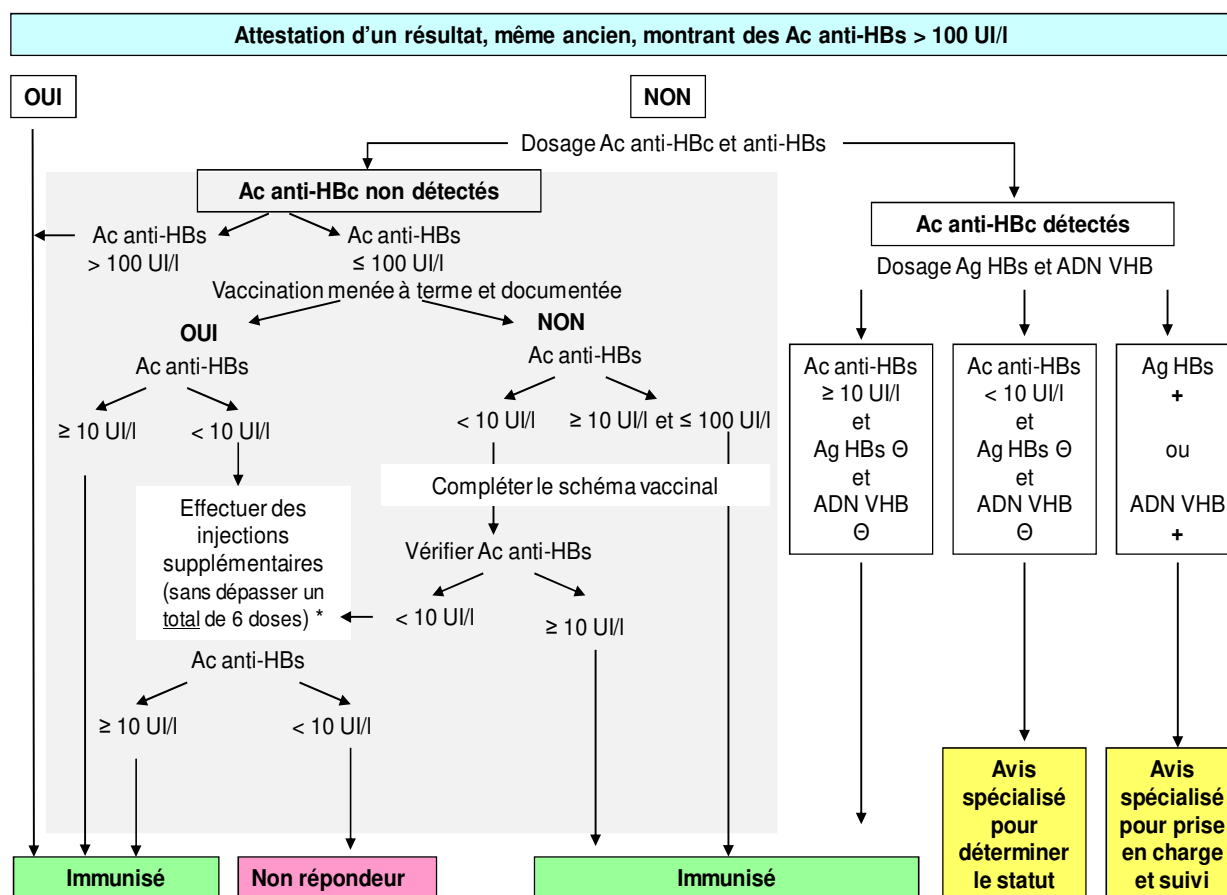 Attestation d'un résultat, même ancien, montrant des Ac anti-HBs > 100 UI/l
OUI
NON
Dosage Ac anti-HBc et anti-HBs
Ac anti-HBc non détectés
Ac anti-HBs
> 100 UI/l
Ac anti-HBs
≤ 100 UI/l
Vaccination menée à terme et documentée
OUI
Ac anti-HBs
≥ 10 UI/l
< 10 UI/l
NON
Ac anti-HBs
< 10 UI/l
≥ 10 UI/l et ≤ 100 UI/l
Effectuer des
injections
supplémentaires
(sans dépasser un
total de 6 doses) *
Compléter le schéma vaccinal
Vérifier Ac anti-HBs
< 10 UI/l
≥ 10 UI/l
Ac anti-HBs
≥ 10 UI/l
< 10 UI/l
Ac anti-HBc détectés
Dosage Ag HBs et ADN VHB
Ac anti-HBs
≥ 10 UI/l
et
Ag HBs Θ
et
ADN VHB
Θ
Ac anti-HBs
< 10 UI/l
et
Ag HBs Θ
et
ADN VHB
Θ
Ag HBs
+
ou
ADN VHB
+
Immunisé
Non répondeur
Immunisé
Avis
spécialisé
pour
déterminer
le statut
Avis
spécialisé
pour prise
en charge
et suivi